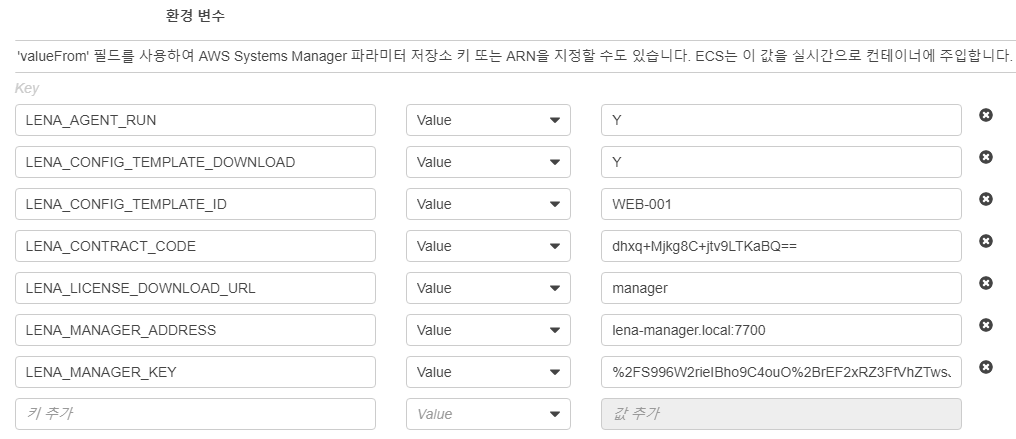 환경 변수
'valueFrom' 필드를 사용하여 AWS Systems Manager 파라미터 저장소 키 또는 ARN을 지정할 수도 있습니다. ECS는 이 값을 실시간으로 컨테이너에 주입합니다.
Key
LENA_AGENT_RUN Value Y
LENA_CONFIG_TEMPLATE_DOWNLOAD Value Y
LENA_CONFIG_TEMPLATE_ID Value WEB-001
LENA_CONTRACT_CODE Value dhxq+Mjkg8C+jtv9LTKaBQ==
LENA_LICENSE_DOWNLOAD_URL Value manager
LENA_MANAGER_ADDRESS Value lena-manager.local:7700
LENA_MANAGER_KEY Value
키 추가 Value 값 추가